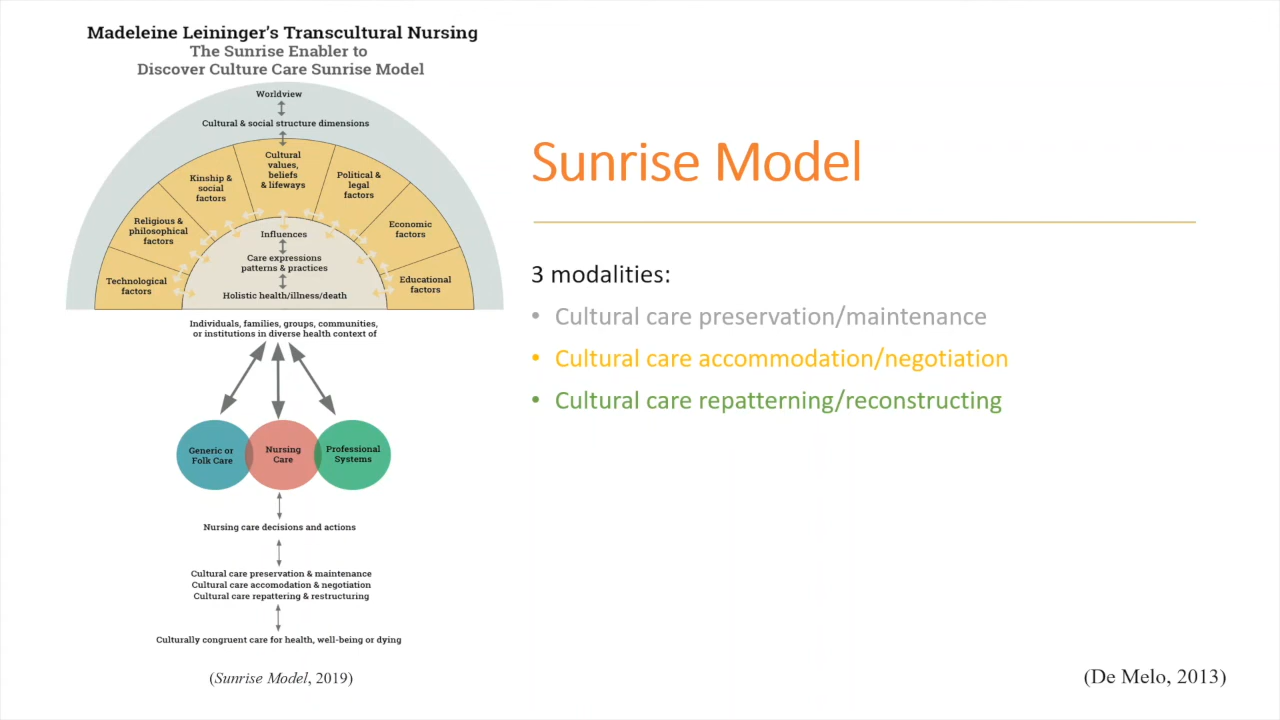 Madeleine Leininger's Transcultural Nursing
The Sunrise Enabler to
Discover Culture Care Sunrise Model
Worldview
Cultural & social structure dimensions
Cultural
values,
beliefs
& lifeways
Kinship &
social
factors
Political &
legal
factors
Religious &
philosophical
factors
Economic
factors
Technological
factors
Educational
factors
Influences
Care expressions
patterns & practices
Holistic health/illness/death
Individuals, families, groups, communities,
or institutions in diverse health context of
Generic or
Folk Care
Nursing
Care
Professional
Systems
Nursing care decisions and actions
Cultural care preservation & maintenance
Cultural care accomodation & negotiation
Cultural care repattering & restructuring
Culturally congruent care for health, well-being or dying
(Sunrise Model, 2019)
Sunrise Model
3 modalities:
• Cultural care preservation/maintenance
• Cultural care accommodation/negotiation
• Cultural care repatterning/reconstructing
(De Melo, 2013)